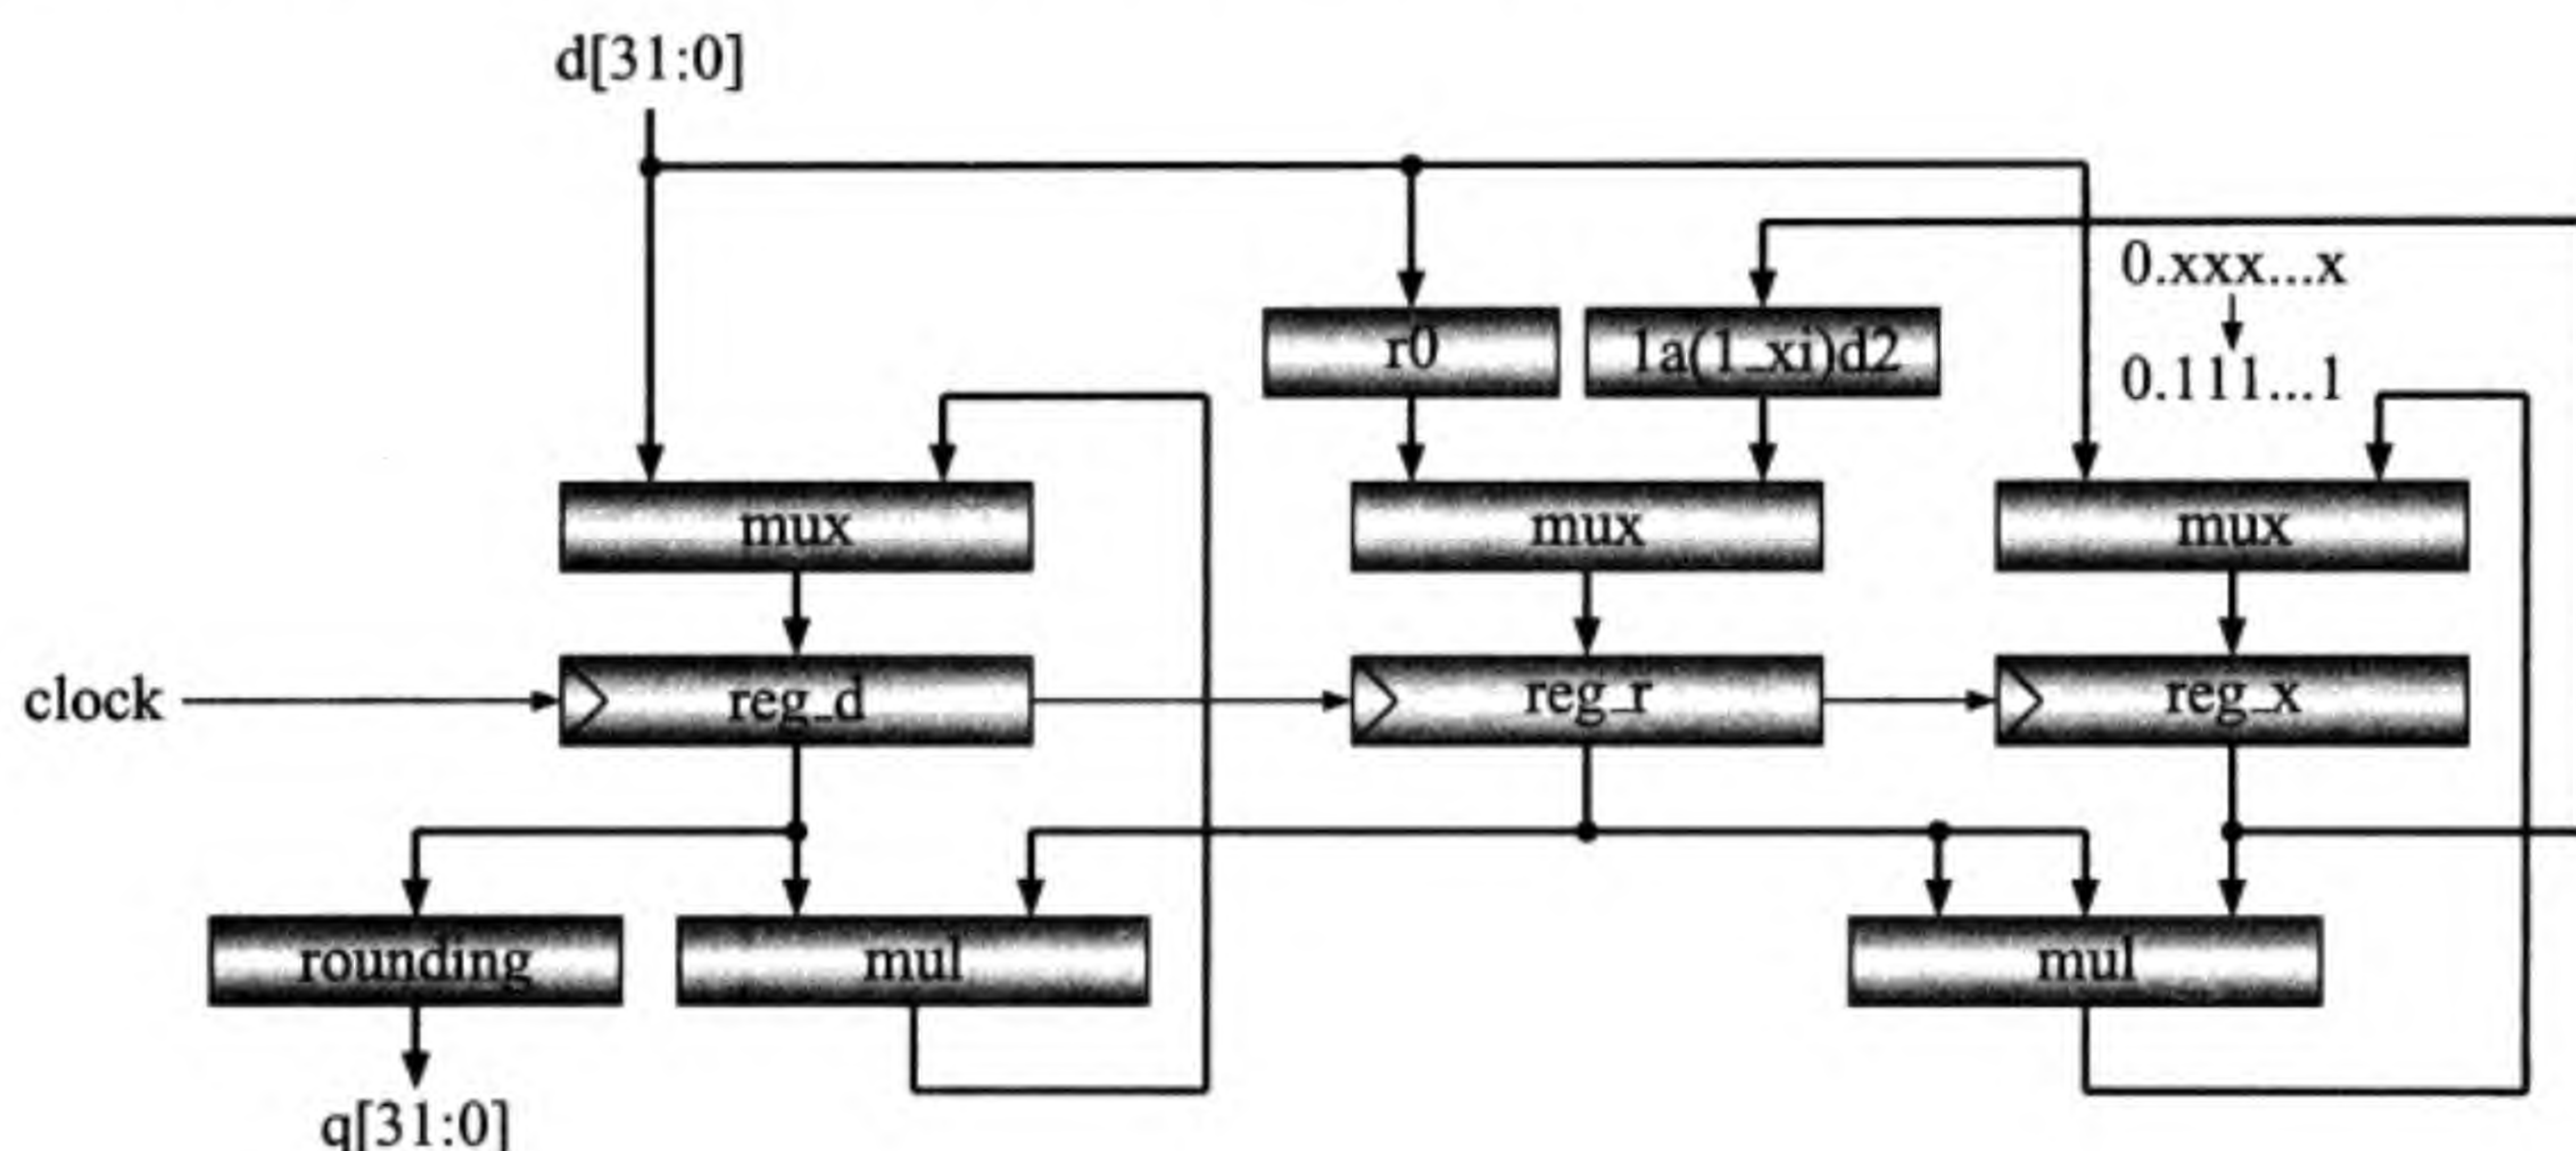 d[31:0]
0.xxx...x
r0
1a(1_xi)d2
0.111...1
mux
mux
mux
clock
reg_d
reg_r
reg_x
rounding
mul
mul
q[31:0]